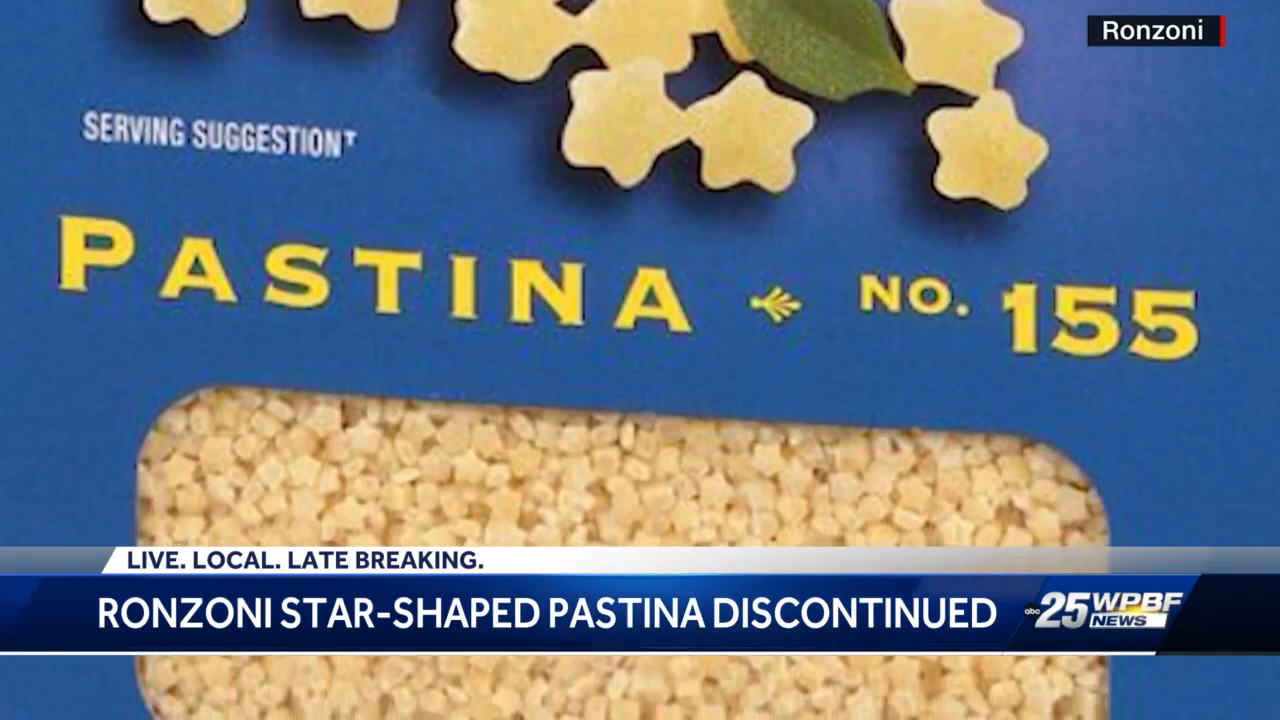 Ronzoni
SERVING SUGGESTION†
PASTINA NO. 155
LIVE. LOCAL. LATE BREAKING.
RONZONI STAR-SHAPED PASTINA DISCONTINUED
abc 25 WPBF
NEWS